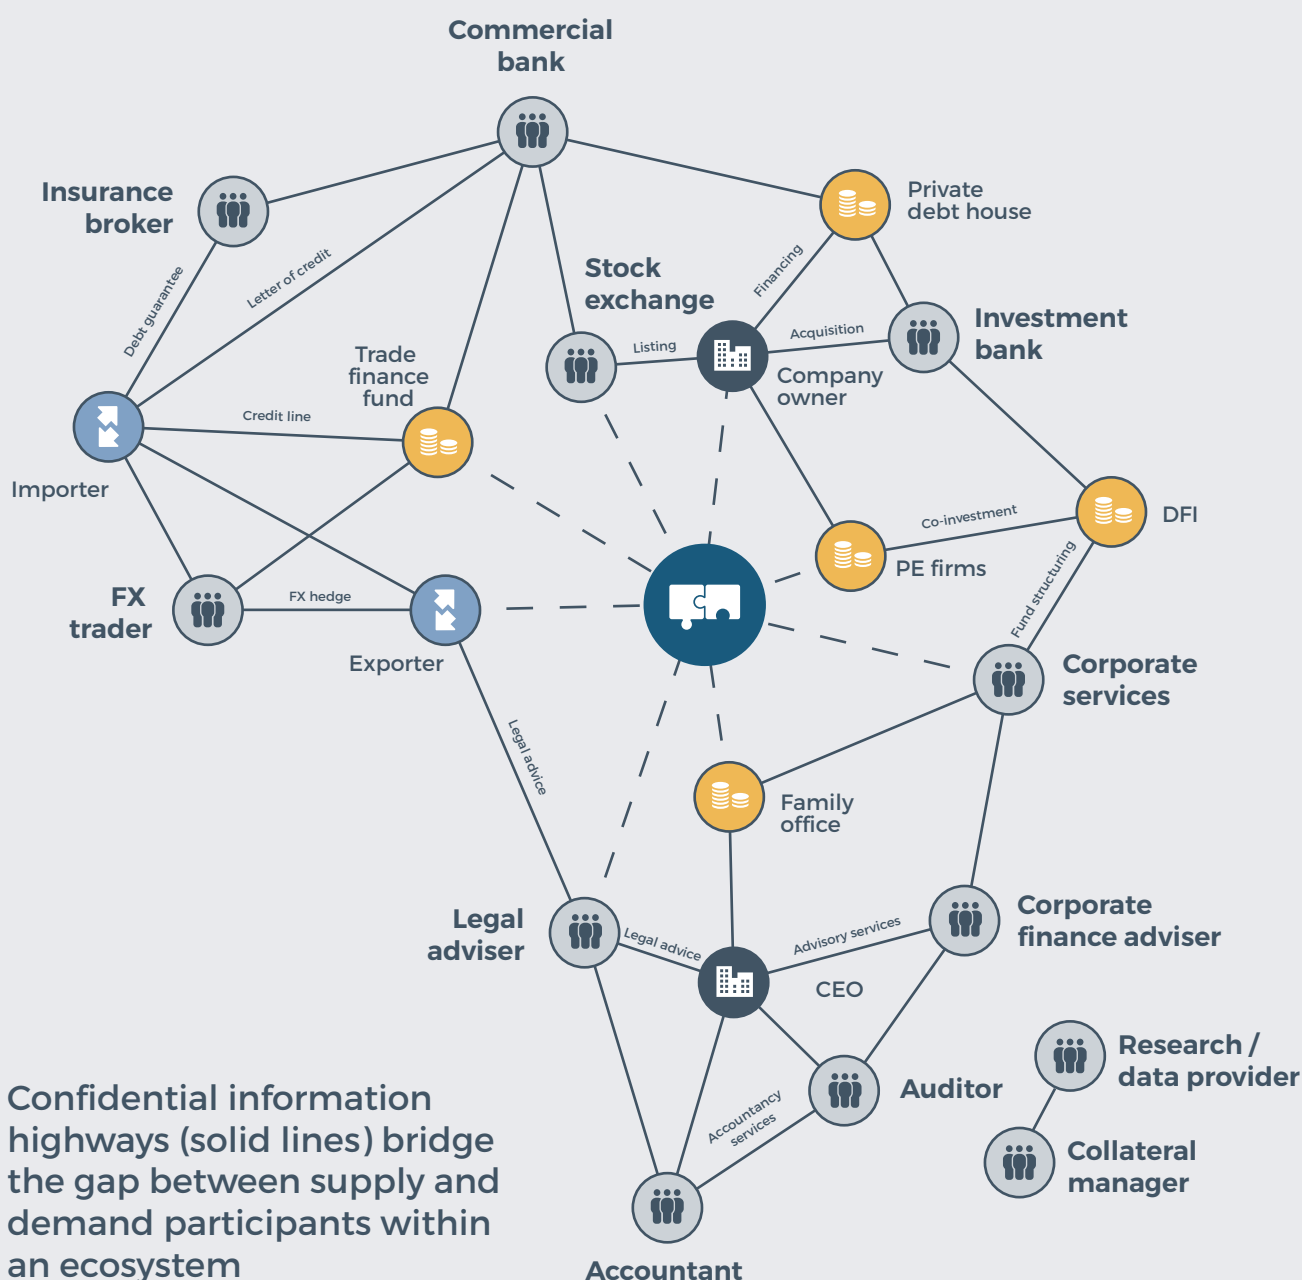 Commercial
bank
Insurance
broker
Private
debt house
Debt guarantee
Letter of credit
Stock
exchange
Financing
Listing
Acquisition
Investment
bank
Company
owner
Trade
finance
fund
Credit line
Importer
Co-investment
DFI
PE firms
Fund structuring
FX
trader
FX hedge
Exporter
Corporate
services
Legal advice
Family
office
Legal
adviser
Legal advice
Advisory services
Corporate
finance adviser
CEO
Research /
data provider
Auditor
Accountancy
services
Collateral
manager
Confidential information
highways (solid lines) bridge
the gap between supply and
demand participants within
an ecosystem
Accountant